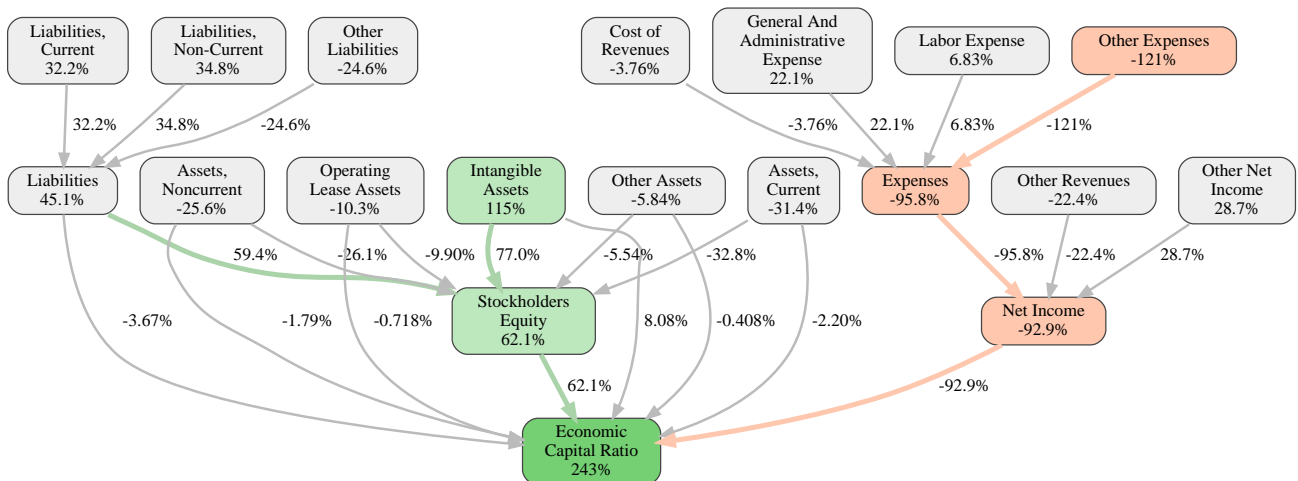 Liabilities,
Current
32.2%
Liabilities,
Non-Current
34.8%
Other
Liabilities
-24.6%
Cost of
Revenues
-3.76%
General And
Administrative
Expense
22.1%
Labor Expense
6.83%
Other Expenses
-121%
32.2%
34.8%
-24.6%
-3.76%
22.1%
6.83%
-121%
Liabilities
45.1%
Assets,
Noncurrent
-25.6%
Operating
Lease Assets
-10.3%
Intangible
Assets
115%
Other Assets
-5.84%
Assets,
Current
-31.4%
Expenses
-95.8%
Other Revenues
-22.4%
Other Net
Income
28.7%
59.4%
-26.1%
-9.90%
77.0%
-5.54%
-32.8%
-95.8%
-22.4%
28.7%
Stockholders
Equity
62.1%
Net Income
-92.9%
-3.67%
-1.79%
-0.718%
8.08%
-0.408%
-2.20%
62.1%
-92.9%
Economic
Capital Ratio
243%